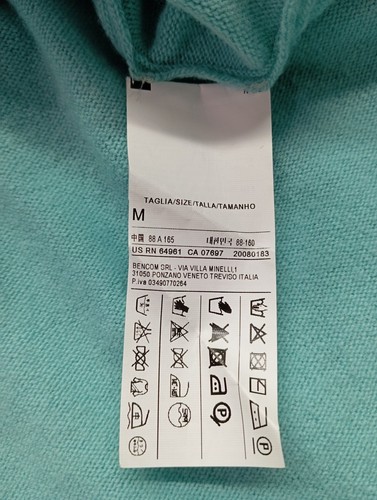 TAGLIA/SIZE/TALLA/TAMANHO
M
中国 88 A 165 대한민국 88-160
US RN 64961 CA 07697 20080183
BENCOM SRL - VIA VILLA MINELLI,1
31050 PONZANO VENETO TREVISO ITALIA
P.iva 03490770264